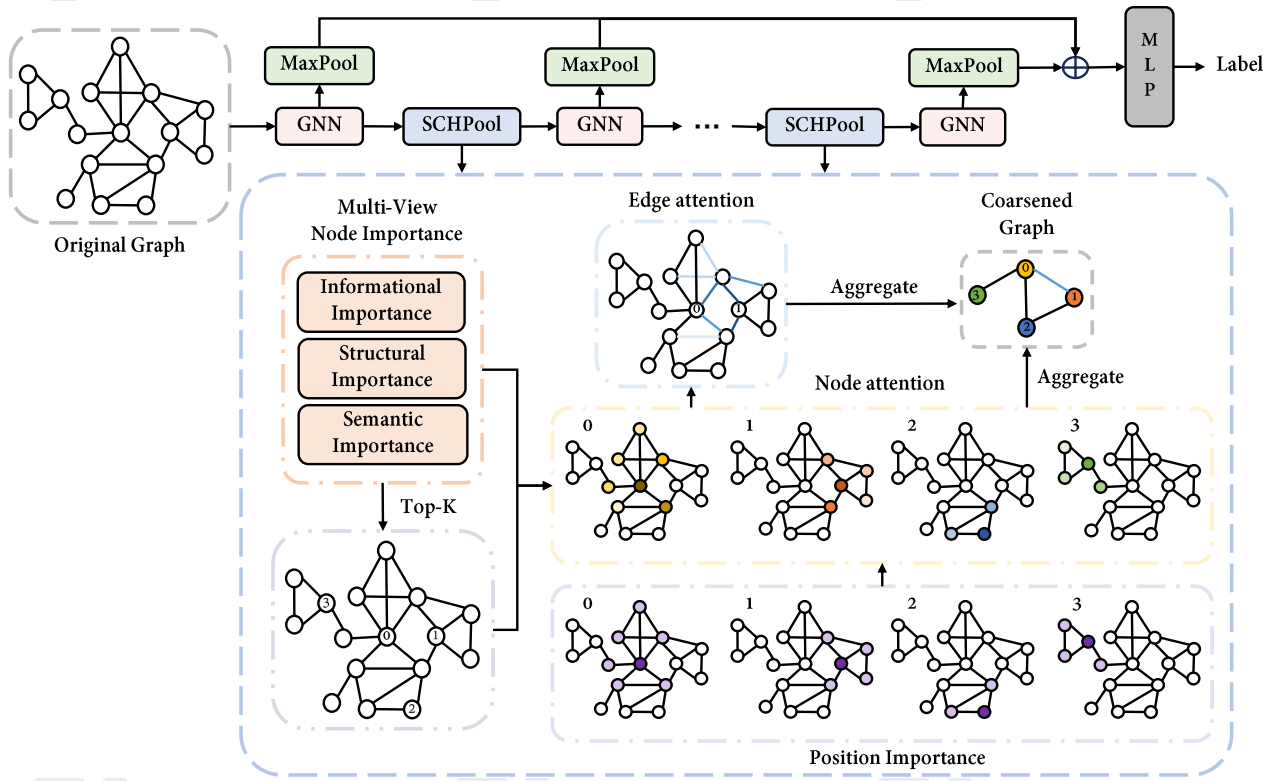 MaxPool
MaxPool
MaxPool
M
L
P
Label
GNN
SCHPool
GNN
...
SCHPool
GNN
Original Graph
Multi-View
Node Importance
Informational
Importance
Structural
Importance
Semantic
Importance
Top-K
3
0
1
2
Edge attention
0
1
Aggregate
Coarsened
Graph
0
3
1
2
Aggregate
Node attention
0
1
2
3
0
1
2
3
Position Importance